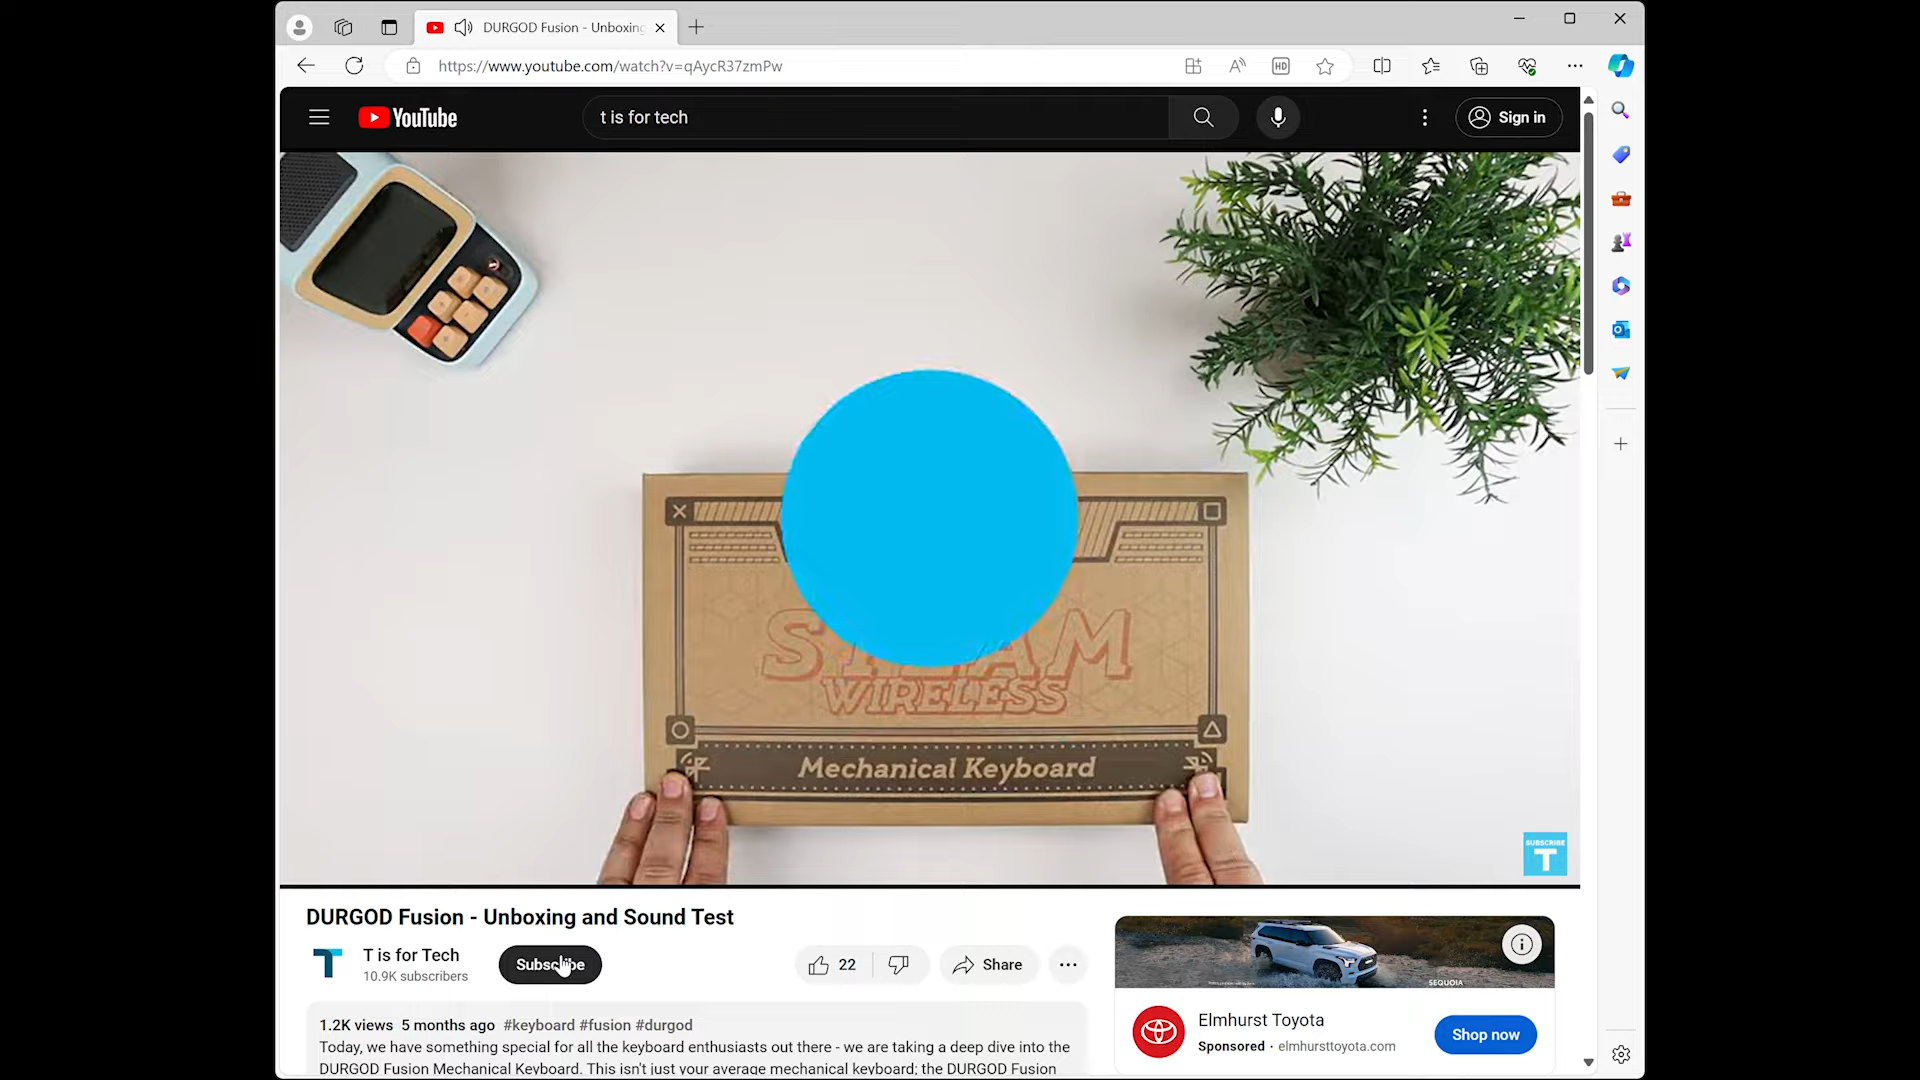 DURGOD Fusion - Unboxing
https://www.youtube.com/watch?v=qAycR37zmPw
HD
YouTube
t is for tech
Sign in
WIRELESS
Mechanical Keyboard
SUBSCRIBE
T
DURGOD Fusion - Unboxing and Sound Test
T is for Tech
10.9K subscribers
Subscribe
22
Share
SEQUOIA
1.2K views 5 months ago #keyboard #fusion #durgod
Today, we have something special for all the keyboard enthusiasts out there - we are taking a deep dive into the
DURGOD Fusion Mechanical Keyboard. This isn't just your average mechanical keyboard; the DURGOD Fusion
Elmhurst Toyota
Sponsored · elmhursttoyota.com
Shop now